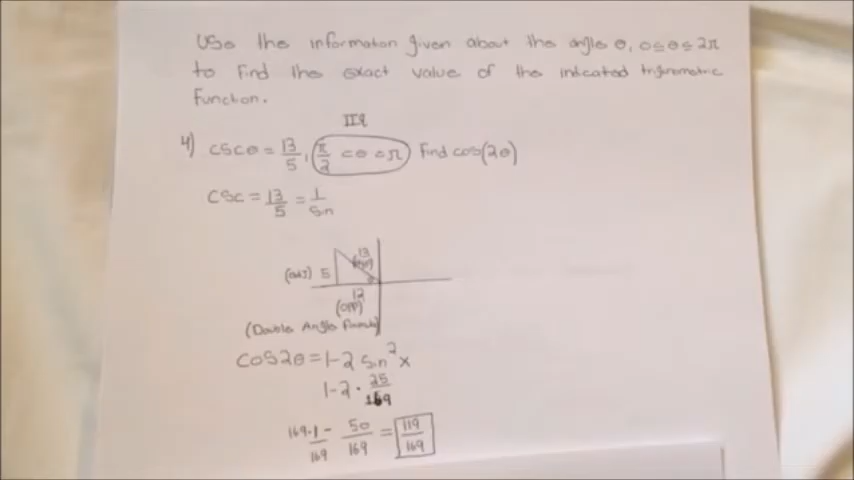 Use the information given about the angle θ, 0≤θ≤2π
to find the exact value of the indicated trigonometric
function.
II q
4) cscθ = 13/5, π/2 <θ<π Find cos(2θ)
csc = 13/5 = 1/sin
13
(adj) 5
12
(opp)
(Double Angle Formula)
cos2θ = 1-2 sin²x
1-2 · 25/169
169·1/169 - 50/169 = 119/169